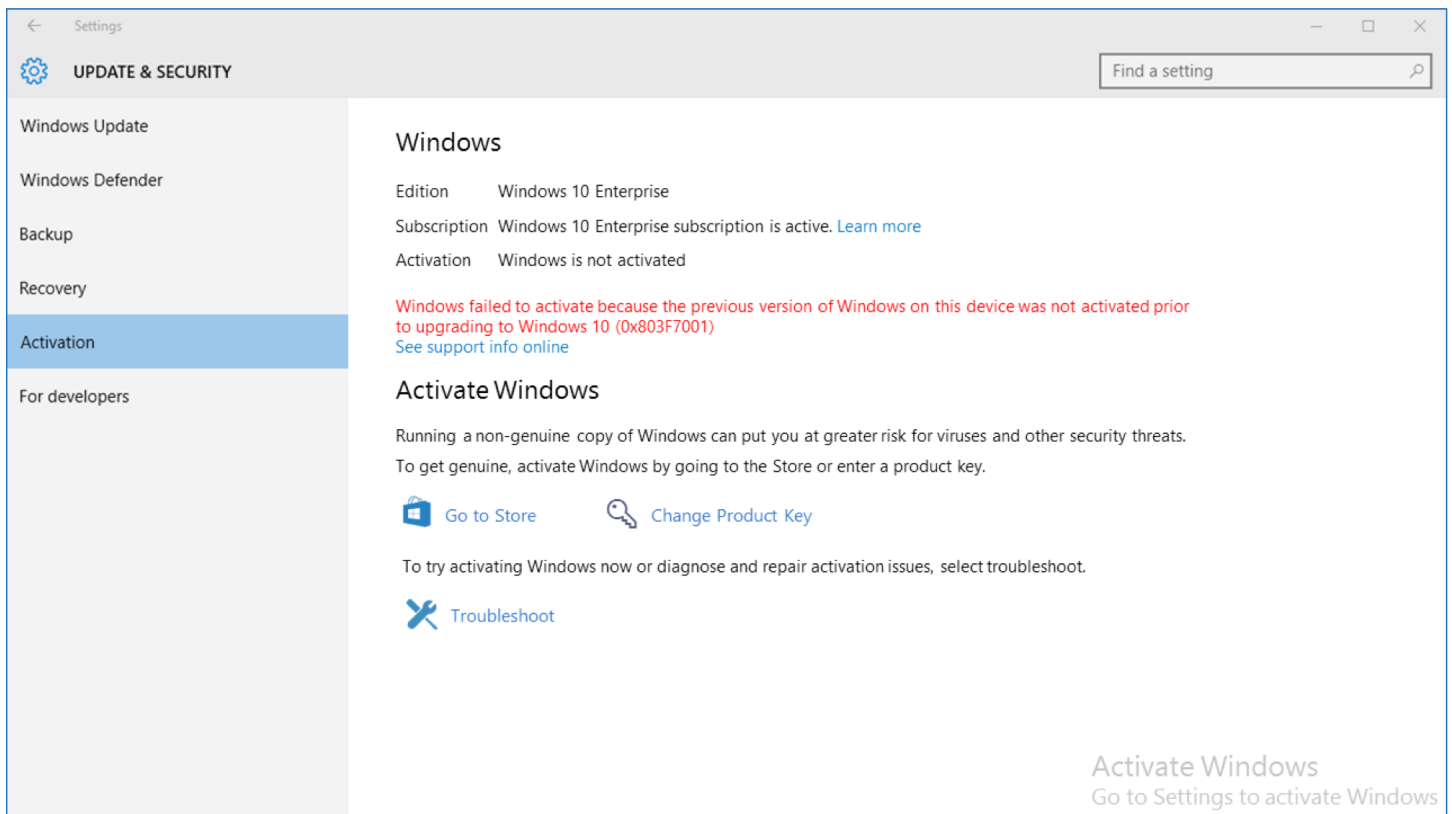 Settings
UPDATE & SECURITY
Find a setting
Windows Update
Windows Defender
Backup
Recovery
Activation
For developers
Windows
Edition Windows 10 Enterprise
Subscription Windows 10 Enterprise subscription is active. Learn more
Activation Windows is not activated
Windows failed to activate because the previous version of Windows on this device was not activated prior
to upgrading to Windows 10 (0x803F7001)
See support info online
Activate Windows
Running a non-genuine copy of Windows can put you at greater risk for viruses and other security threats.
To get genuine, activate Windows by going to the Store or enter a product key.
Go to Store Change Product Key
To try activating Windows now or diagnose and repair activation issues, select troubleshoot.
Troubleshoot
Activate Windows
Go to Settings to activate Windows